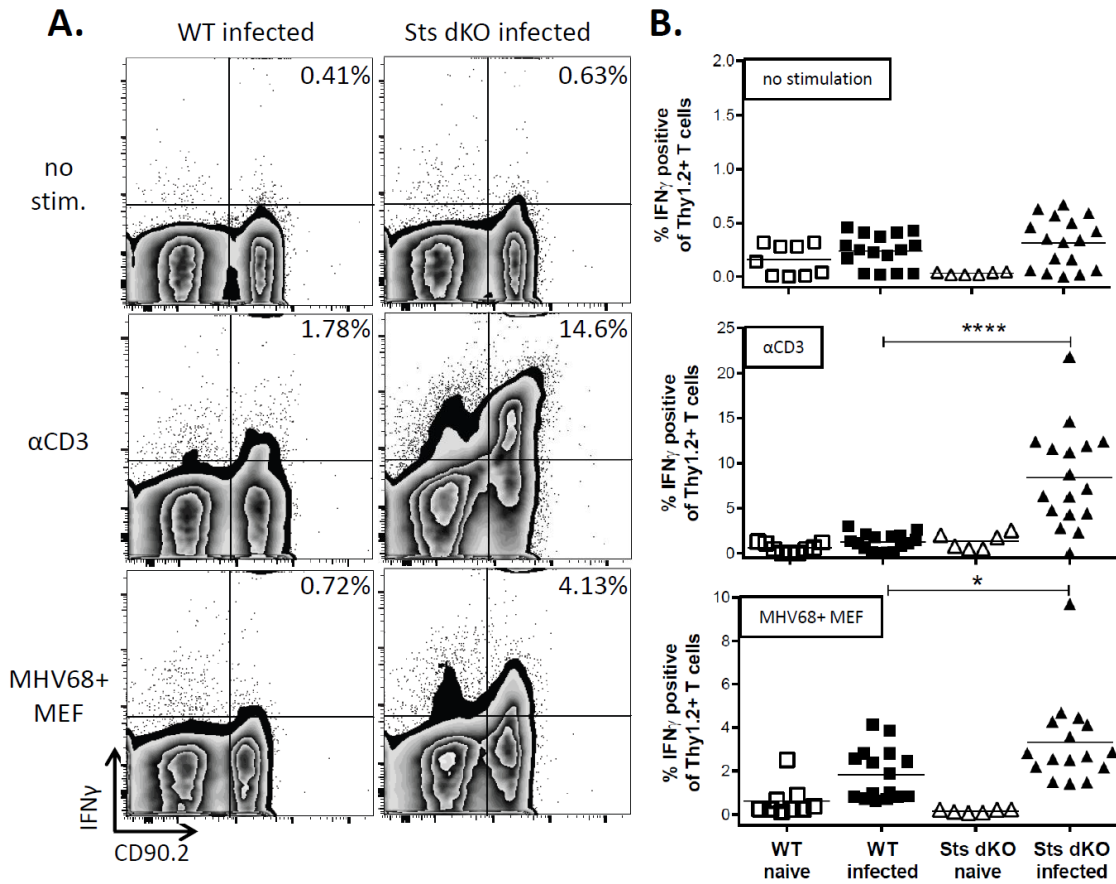 A.
WT infected
Sts dKO infected
no
stim.
0.41%
0.63%
αCD3
1.78%
14.6%
MHV68+
MEF
0.72%
4.13%
IFNγ
CD90.2
B.
% IFNγ positive
of Thy1.2+ T cells
2.0
1.5
1.0
0.5
0.0
no stimulation
% IFNγ positive
of Thy1.2+ T cells
25
20
15
10
5
0
αCD3
****
% IFNγ positive
of Thy1.2+ T cells
10
8
6
4
2
0
MHV68+ MEF
*
WT
naive
WT
infected
Sts dKO
naive
Sts dKO
infected